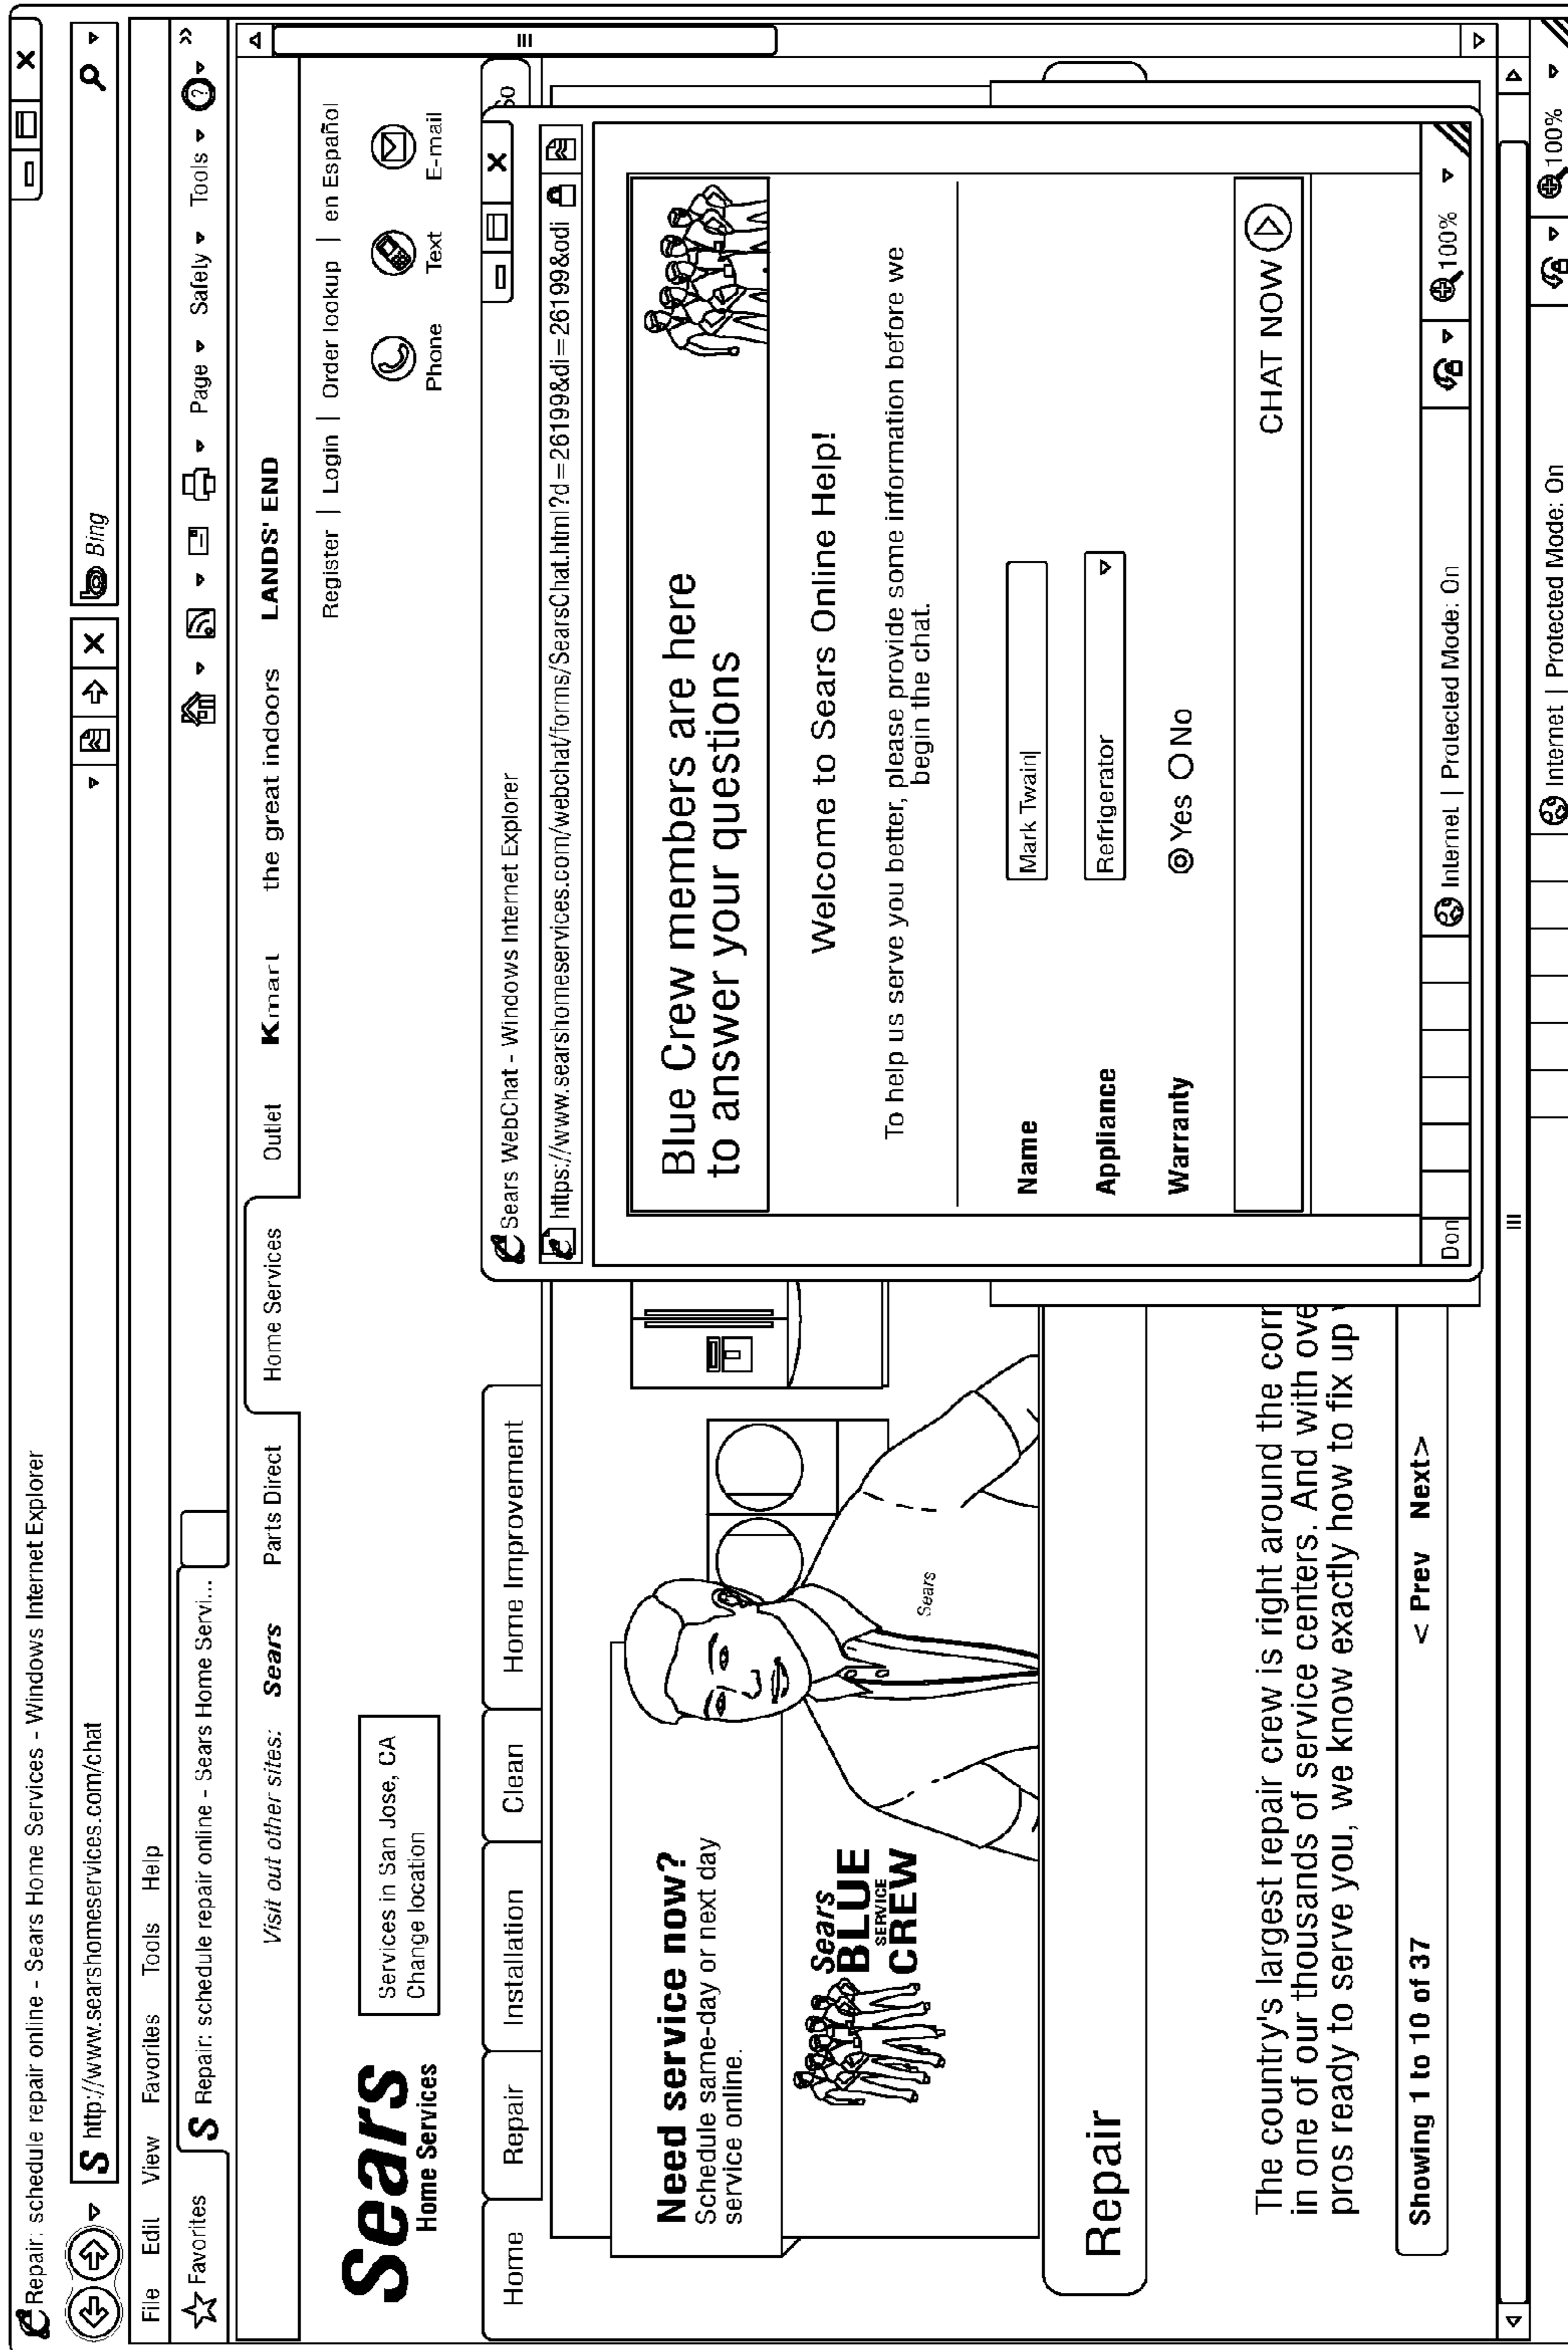 Repair: schedule repair online - Sears Home Services - Windows Internet Explorer
S http://www.searshomeservices.com/chat
Bing
File Edit View Favorites Tools Help
Favorites
S Repair: schedule repair online - Sears Home Servi...
Page Safely Tools ? »
Visit out other sites: Sears Parts Direct Home Services Outlet Kmart the great indoors LANDS' END
Register | Login | Order lookup | en Español
Sears
Home Services
Services in San Jose, CA
Change location
Phone Text E-mail
Home Repair Installation Clean Home Improvement
So
Need service now?
Schedule same-day or next day
service online.
Sears
BLUE
SERVICE
CREW
Sears
Sears WebChat - Windows Internet Explorer
https://www.searshomeservices.com/webchat/forms/SearsChat.html?d=26199&di=26199&odi
Blue Crew members are here
to answer your questions
Welcome to Sears Online Help!
To help us serve you better, please provide some information before we
begin the chat.
Name Mark Twain
Appliance Refrigerator
Warranty Yes No
CHAT NOW
Don Internet | Protected Mode: On 100%
Repair
The country's largest repair crew is right around the corn
in one of our thousands of service centers. And with ove
pros ready to serve you, we know exactly how to fix up
Showing 1 to 10 of 37 < Prev Next>
Internet | Protected Mode: On 100%